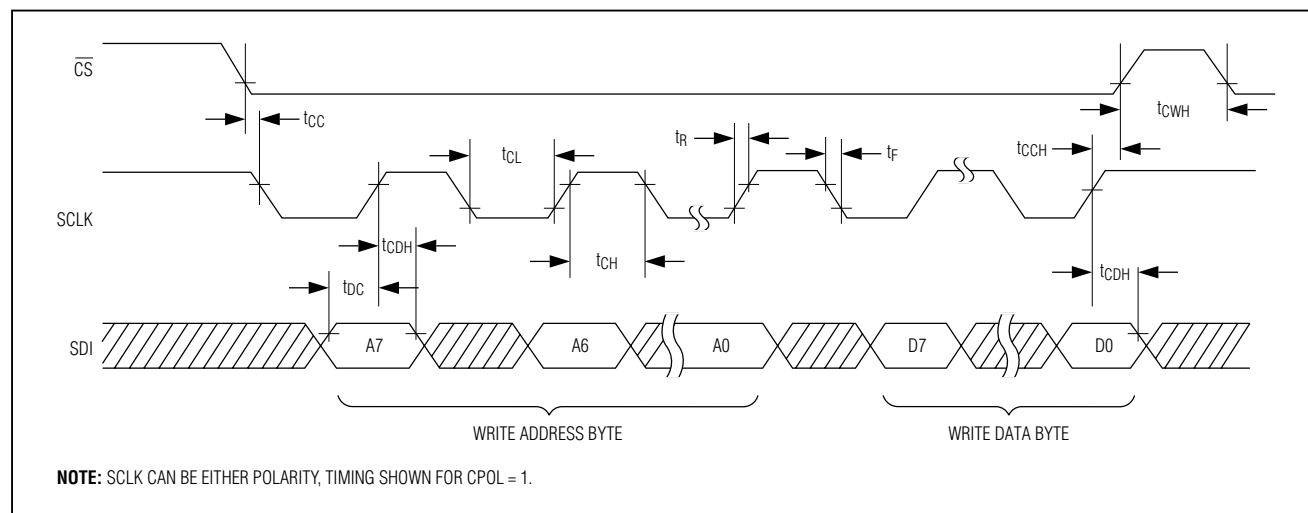 CS
tCC
tCWH
tR
tF
tCCH
tCL
SCLK
tCDH
tCH
tCDH
tDC
SDI
A7
A6
A0
D7
D0
WRITE ADDRESS BYTE
WRITE DATA BYTE
NOTE: SCLK CAN BE EITHER POLARITY, TIMING SHOWN FOR CPOL = 1.